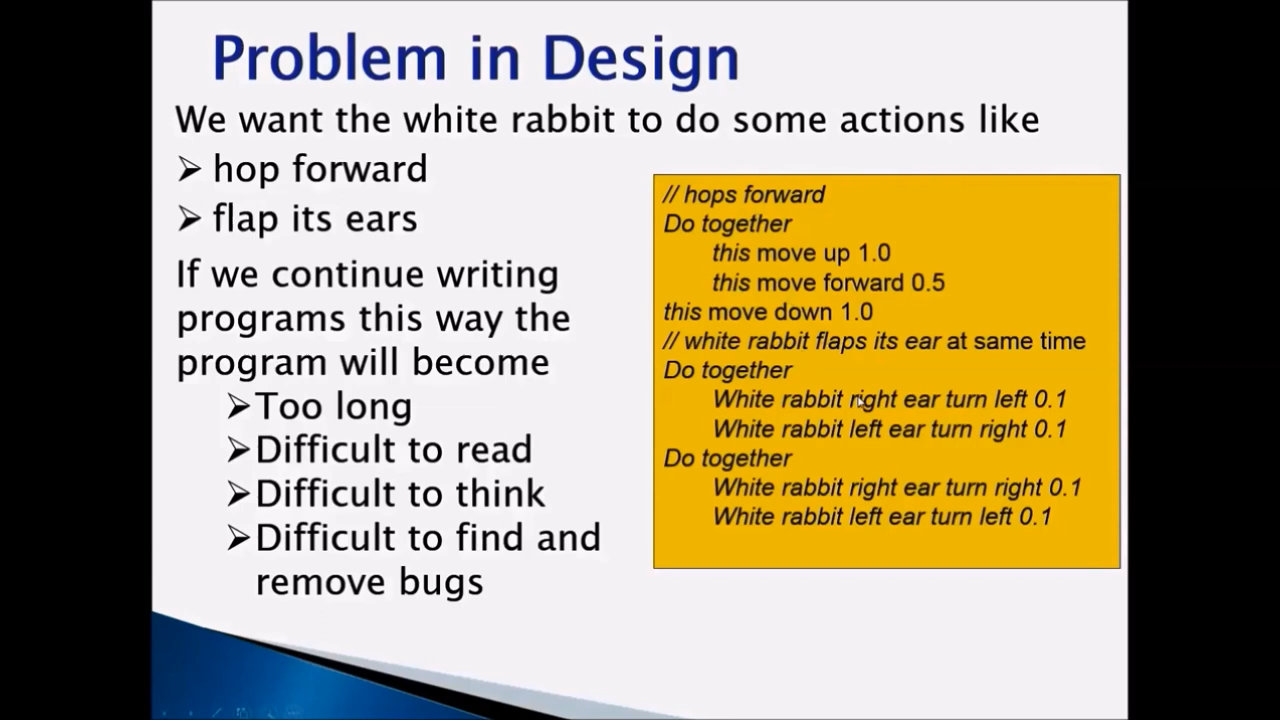 Problem in Design
We want the white rabbit to do some actions like
➢ hop forward
➢ flap its ears
If we continue writing
programs this way the
program will become
➢Too long
➢Difficult to read
➢Difficult to think
➢Difficult to find and
remove bugs
// hops forward
Do together
this move up 1.0
this move forward 0.5
this move down 1.0
// white rabbit flaps its ear at same time
Do together
White rabbit right ear turn left 0.1
White rabbit left ear turn right 0.1
Do together
White rabbit right ear turn right 0.1
White rabbit left ear turn left 0.1